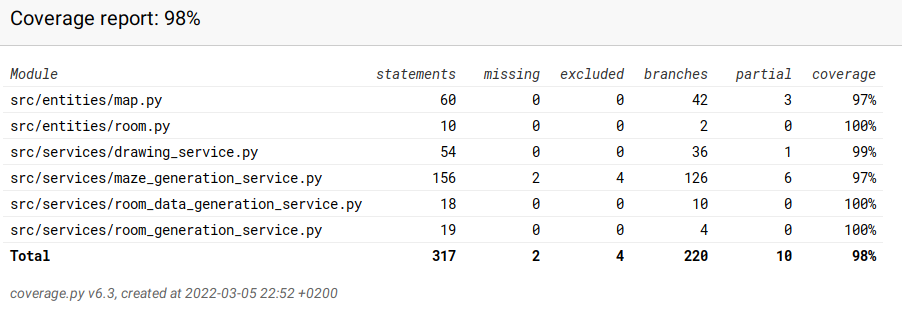 Coverage report: 98%
Module statements missing excluded branches partial coverage
src/entities/map.py 60 0 0 42 3 97%
src/entities/room.py 10 0 0 2 0 100%
src/services/drawing_service.py 54 0 0 36 1 99%
src/services/maze_generation_service.py 156 2 4 126 6 97%
src/services/room_data_generation_service.py 18 0 0 10 0 100%
src/services/room_generation_service.py 19 0 0 4 0 100%
Total 317 2 4 220 10 98%
coverage.py v6.3, created at 2022-03-05 22:52 +0200